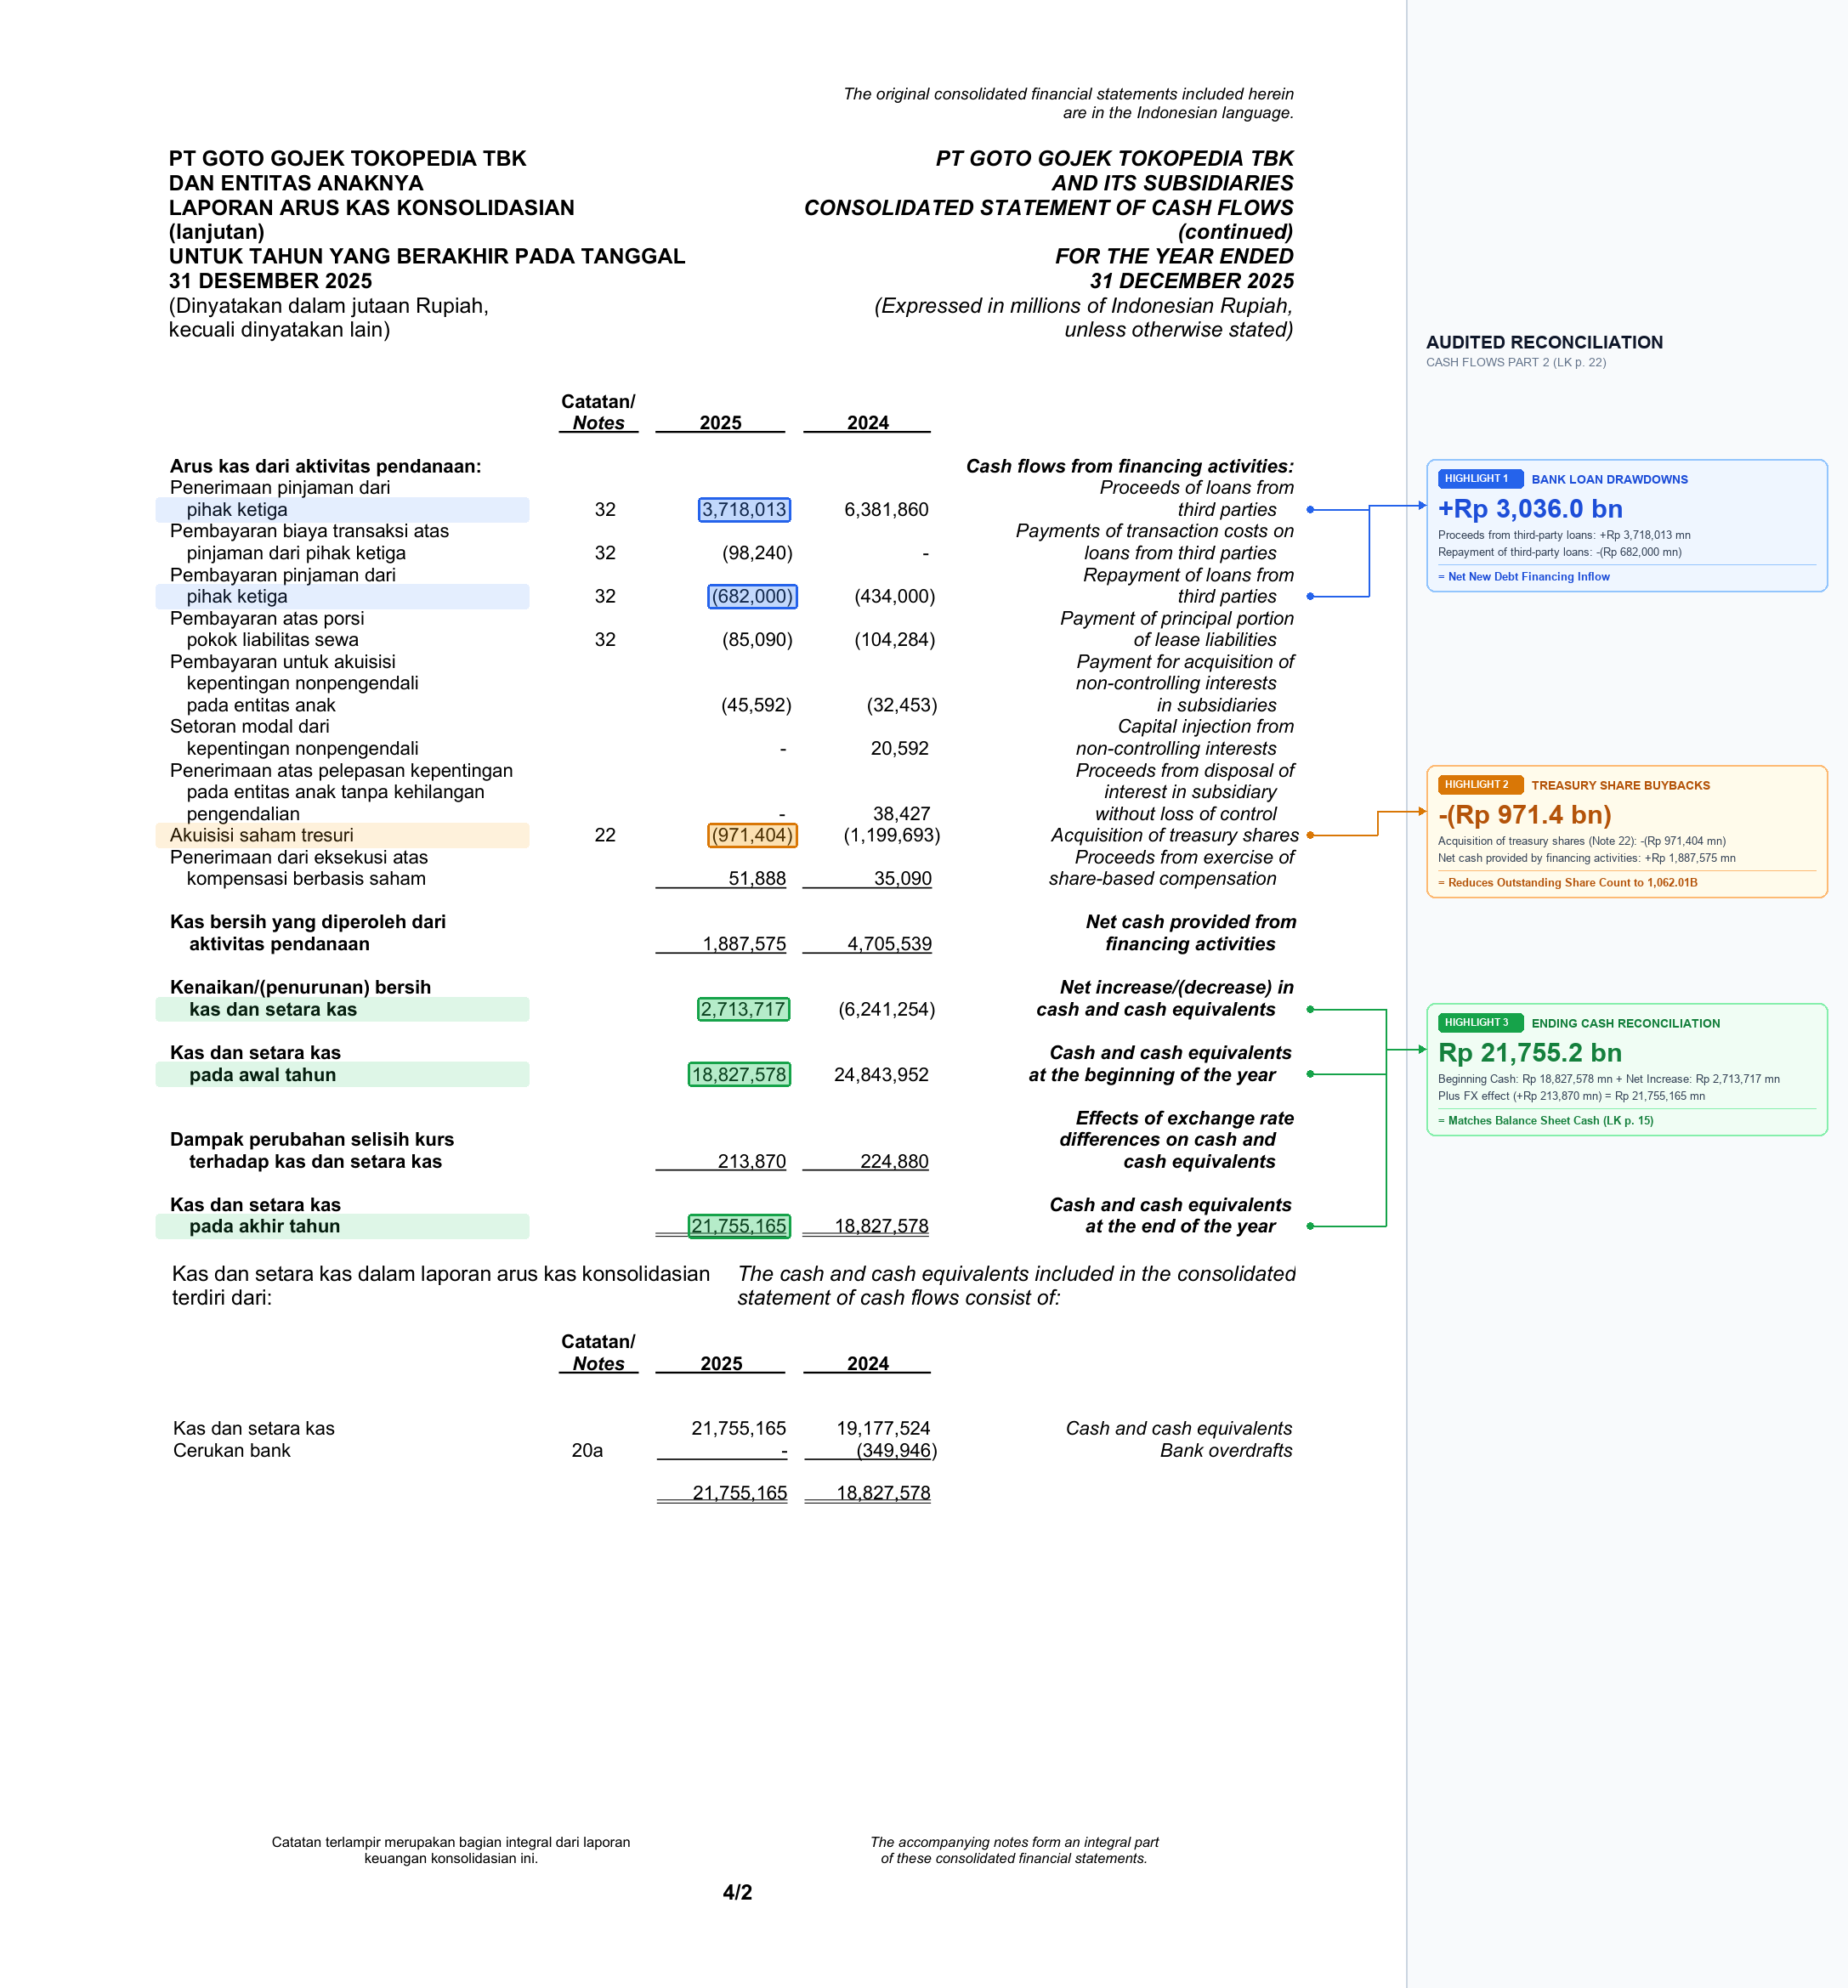 The original consolidated financial statements included herein
are in the Indonesian language.
PT GOTO GOJEK TOKOPEDIA TBK
DAN ENTITAS ANAKNYA
LAPORAN ARUS KAS KONSOLIDASIAN
(lanjutan)
UNTUK TAHUN YANG BERAKHIR PADA TANGGAL
31 DESEMBER 2025
(Dinyatakan dalam jutaan Rupiah,
kecuali dinyatakan lain)
PT GOTO GOJEK TOKOPEDIA TBK
AND ITS SUBSIDIARIES
CONSOLIDATED STATEMENT OF CASH FLOWS
(continued)
FOR THE YEAR ENDED
31 DECEMBER 2025
(Expressed in millions of Indonesian Rupiah,
unless otherwise stated)
Catatan/
Notes 2025 2024
Arus kas dari aktivitas pendanaan: Cash flows from financing activities:
Penerimaan pinjaman dari Proceeds of loans from
pihak ketiga 32 3,718,013 6,381,860 third parties
Pembayaran biaya transaksi atas Payments of transaction costs on
pinjaman dari pihak ketiga 32 (98,240) - loans from third parties
Pembayaran pinjaman dari Repayment of loans from
pihak ketiga 32 (682,000) (434,000) third parties
Pembayaran atas porsi Payment of principal portion
pokok liabilitas sewa 32 (85,090) (104,284) of lease liabilities
Pembayaran untuk akuisisi Payment for acquisition of
kepentingan nonpengendali non-controlling interests
pada entitas anak (45,592) (32,453) in subsidiaries
Setoran modal dari Capital injection from
kepentingan nonpengendali - 20,592 non-controlling interests
Penerimaan atas pelepasan kepentingan Proceeds from disposal of
pada entitas anak tanpa kehilangan interest in subsidiary
pengendalian - 38,427 without loss of control
Akuisisi saham tresuri 22 (971,404) (1,199,693) Acquisition of treasury shares
Penerimaan dari eksekusi atas Proceeds from exercise of
kompensasi berbasis saham 51,888 35,090 share-based compensation
Kas bersih yang diperoleh dari Net cash provided from
aktivitas pendanaan 1,887,575 4,705,539 financing activities
Kenaikan/(penurunan) bersih Net increase/(decrease) in
kas dan setara kas 2,713,717 (6,241,254) cash and cash equivalents
Kas dan setara kas Cash and cash equivalents
pada awal tahun 18,827,578 24,843,952 at the beginning of the year
Effects of exchange rate
Dampak perubahan selisih kurs differences on cash and
terhadap kas dan setara kas 213,870 224,880 cash equivalents
Kas dan setara kas Cash and cash equivalents
pada akhir tahun 21,755,165 18,827,578 at the end of the year
Kas dan setara kas dalam laporan arus kas konsolidasian
terdiri dari:
The cash and cash equivalents included in the consolidated
statement of cash flows consist of:
Catatan/
Notes 2025 2024
Kas dan setara kas 21,755,165 19,177,524 Cash and cash equivalents
Cerukan bank 20a - (349,946) Bank overdrafts
21,755,165 18,827,578
Catatan terlampir merupakan bagian integral dari laporan
keuangan konsolidasian ini.
The accompanying notes form an integral part
of these consolidated financial statements.
4/2
AUDITED RECONCILIATION
CASH FLOWS PART 2 (LK p. 22)
HIGHLIGHT 1 BANK LOAN DRAWDOWNS
+Rp 3,036.0 bn
Proceeds from third-party loans: +Rp 3,718,013 mn
Repayment of third-party loans: -(Rp 682,000 mn)
= Net New Debt Financing Inflow
HIGHLIGHT 2 TREASURY SHARE BUYBACKS
-(Rp 971.4 bn)
Acquisition of treasury shares (Note 22): -(Rp 971,404 mn)
Net cash provided by financing activities: +Rp 1,887,575 mn
= Reduces Outstanding Share Count to 1,062.01B
HIGHLIGHT 3 ENDING CASH RECONCILIATION
Rp 21,755.2 bn
Beginning Cash: Rp 18,827,578 mn + Net Increase: Rp 2,713,717 mn
Plus FX effect (+Rp 213,870 mn) = Rp 21,755,165 mn
= Matches Balance Sheet Cash (LK p. 15)